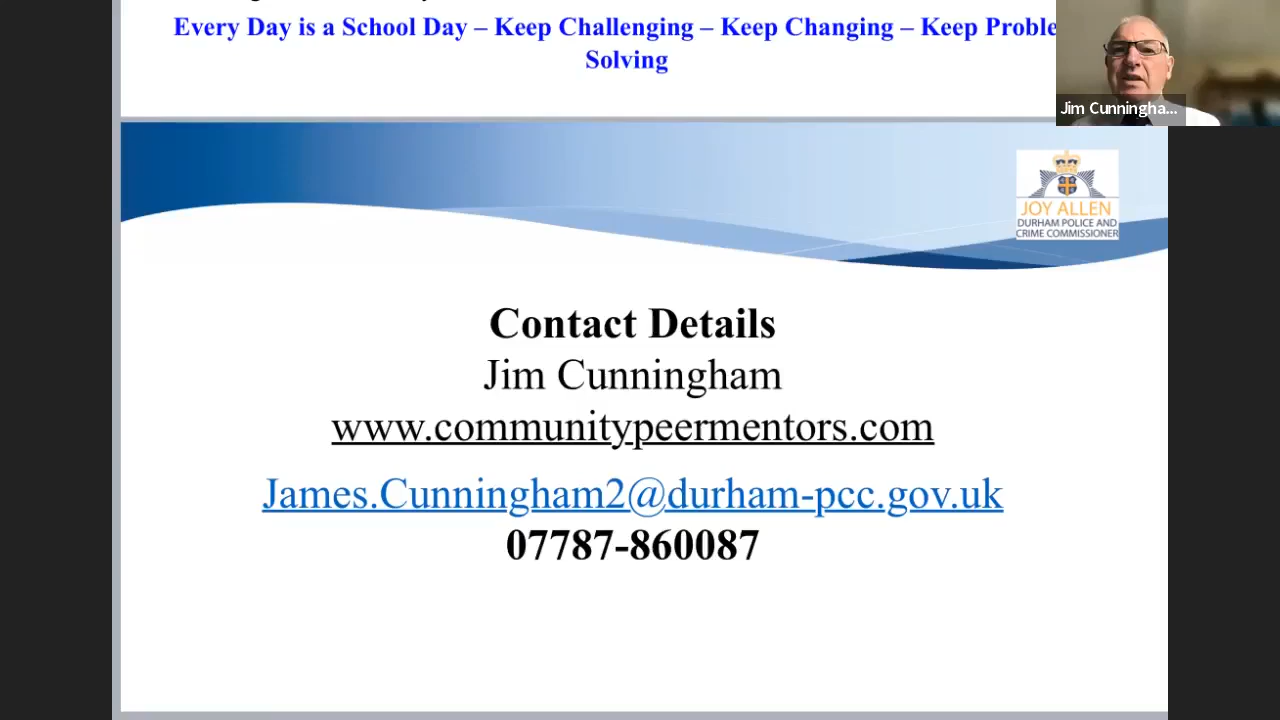 Every Day is a School Day – Keep Challenging – Keep Changing – Keep Proble
Solving
Jim Cunningha...
JOY ALLEN
DURHAM POLICE AND
CRIME COMMISSIONER
Contact Details
Jim Cunningham
www.communitypeermentors.com
James.Cunningham2@durham-pcc.gov.uk
07787-860087